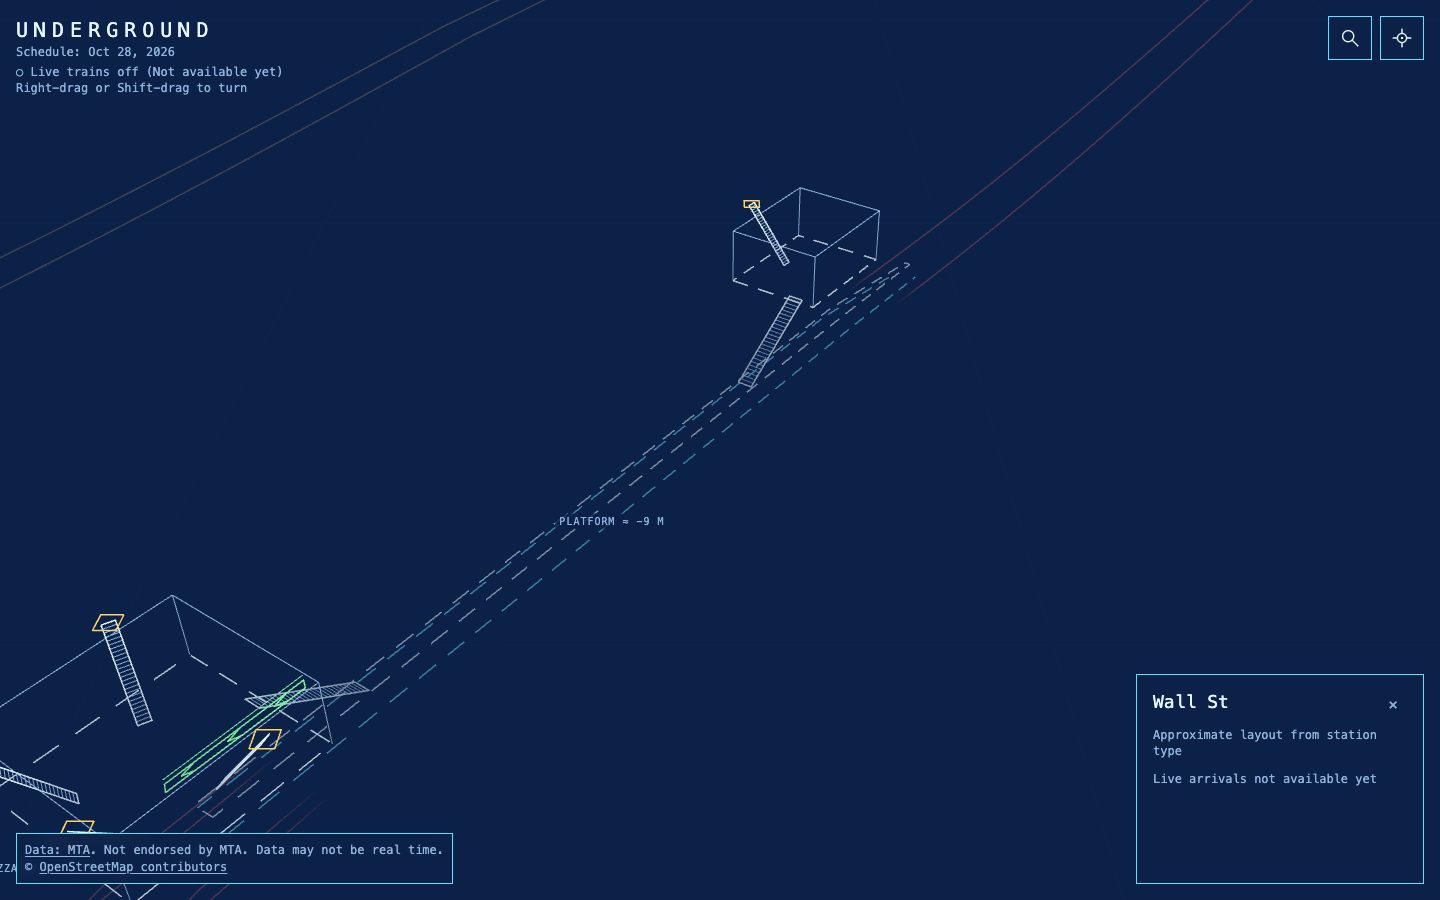 UNDERGROUND
Schedule: Oct 28, 2026
○ Live trains off (Not available yet)
Right-drag or Shift-drag to turn
PLATFORM ≈ -9 M
Wall St
×
Approximate layout from station
type
Live arrivals not available yet
Data: MTA. Not endorsed by MTA. Data may not be real time.
ZZA
© OpenStreetMap contributors